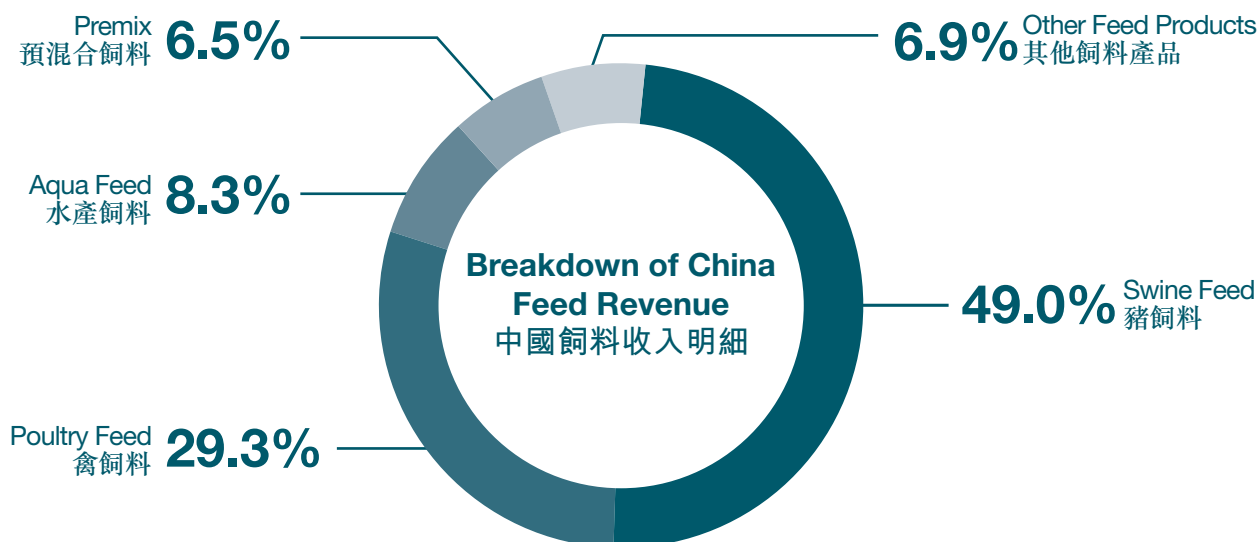 Premix
預混合飼料
6.5%
6.9%
Other Feed Products
其他飼料產品
Aqua Feed
水產飼料
8.3%
Breakdown of China
Feed Revenue
中國飼料收入明細
49.0%
Swine Feed
豬飼料
Poultry Feed
禽飼料
29.3%